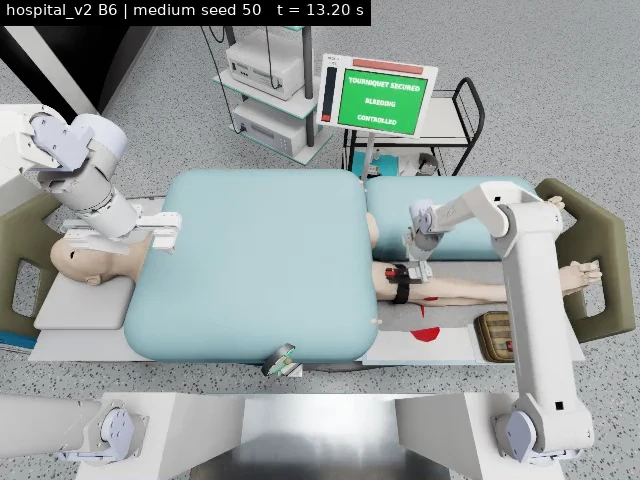 hospital_v2 B6 | medium seed 50   t = 13.20 s
TOURNIQUET SECURED
BLEEDING
CONTROLLED